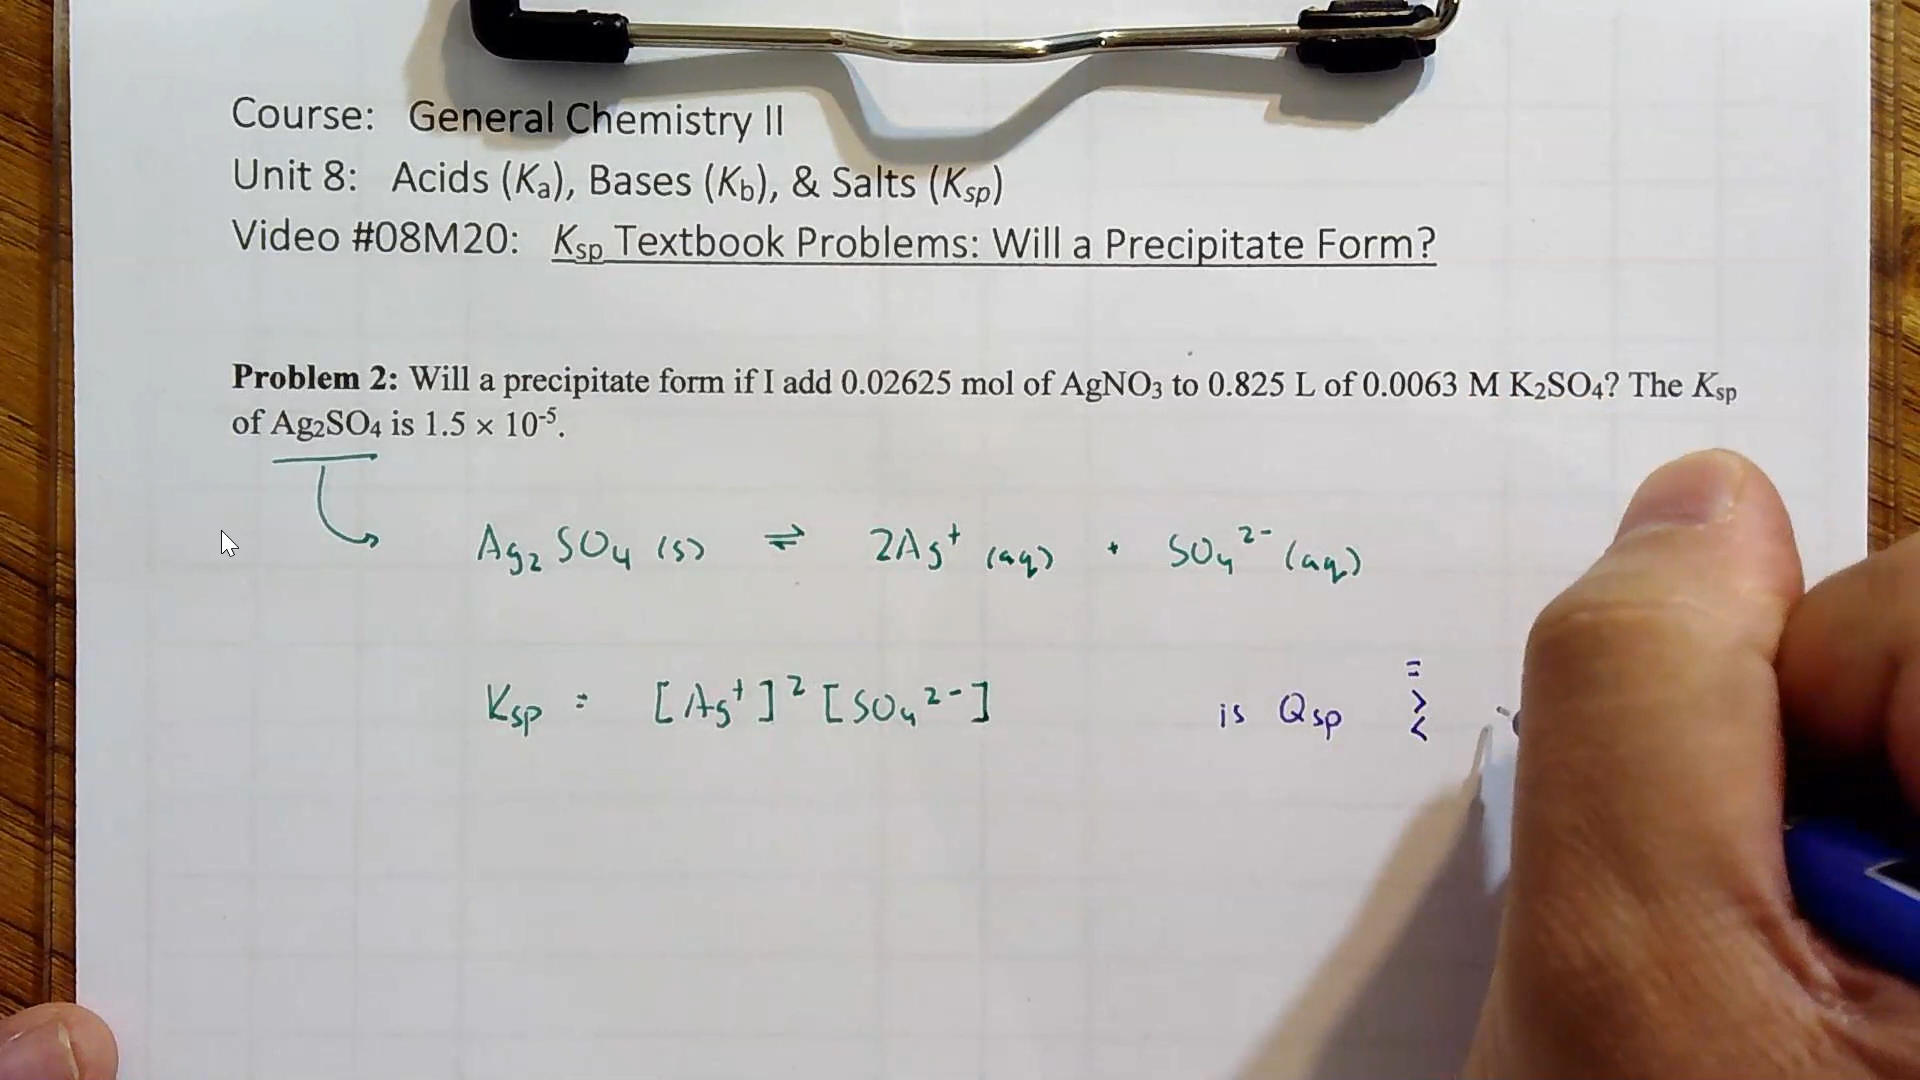 Course: General Chemistry II
Unit 8: Acids (Ka), Bases (Kb), & Salts (Ksp)
Video #08M20: Ksp Textbook Problems: Will a Precipitate Form?
Problem 2: Will a precipitate form if I add 0.02625 mol of AgNO₃ to 0.825 L of 0.0063 M K₂SO₄? The Ksp
of Ag₂SO₄ is 1.5 × 10⁻⁵.
Ag₂SO₄ (s) ⇌ 2Ag⁺ (aq) + SO₄²⁻ (aq)
Ksp = [Ag⁺]² [SO₄²⁻]
is Qsp = > <